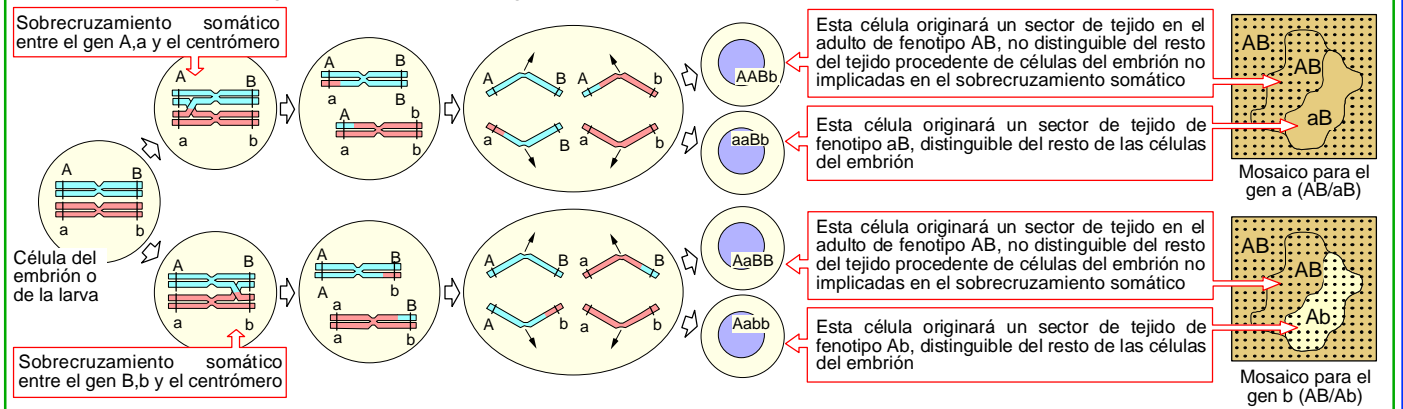 Sobrecruzamiento somático
entre el gen A,a y el centrómero
A
B
a
b
Célula del
embrión o
de la larva
A
B
a
b
A
B
a
B
A
b
a
b
A
B
A
b
a
B
a
b
AABb
aaBb
Esta célula originará un sector de tejido en el
adulto de fenotipo AB, no distinguible del resto
del tejido procedente de células del embrión no
implicadas en el sobrecruzamiento somático
Esta célula originará un sector de tejido de
fenotipo aB, distinguible del resto de las células
del embrión
AB
AB
aB
Mosaico para el
gen a (AB/aB)
A
B
a
b
Sobrecruzamiento somático
entre el gen B,b y el centrómero
A
B
A
b
a
B
a
b
A
B
a
B
A
b
a
b
AaBB
Aabb
Esta célula originará un sector de tejido en el
adulto de fenotipo AB, no distinguible del resto
del tejido procedente de células del embrión no
implicadas en el sobrecruzamiento somático
Esta célula originará un sector de tejido de
fenotipo Ab, distinguible del resto de las células
del embrión
AB
AB
Ab
Mosaico para el
gen b (AB/Ab)